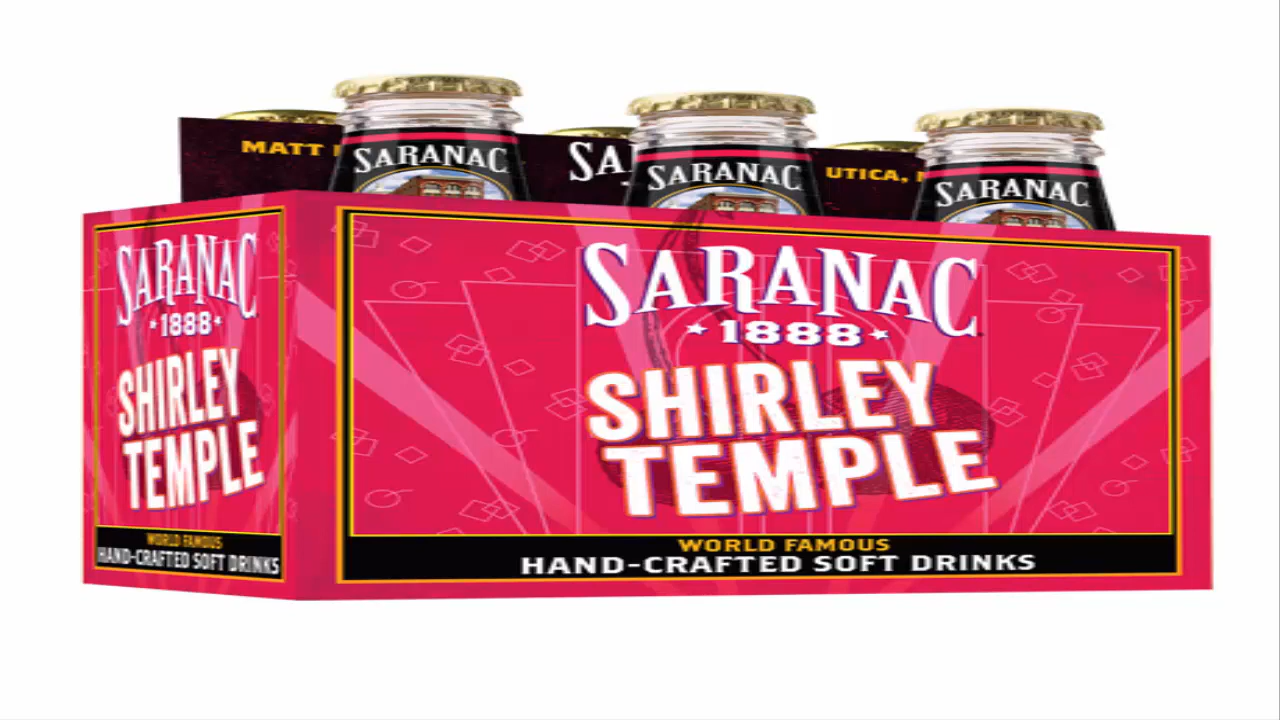 MATT
SA
UTICA,
SARANAC
SARANAC
SARANAC
SARANAC
1888
SHIRLEY
TEMPLE
WORLD FAMOUS
HAND-CRAFTED SOFT DRINKS
SARANAC
1888
SHIRLEY
TEMPLE
WORLD FAMOUS
HAND-CRAFTED SOFT DRINKS